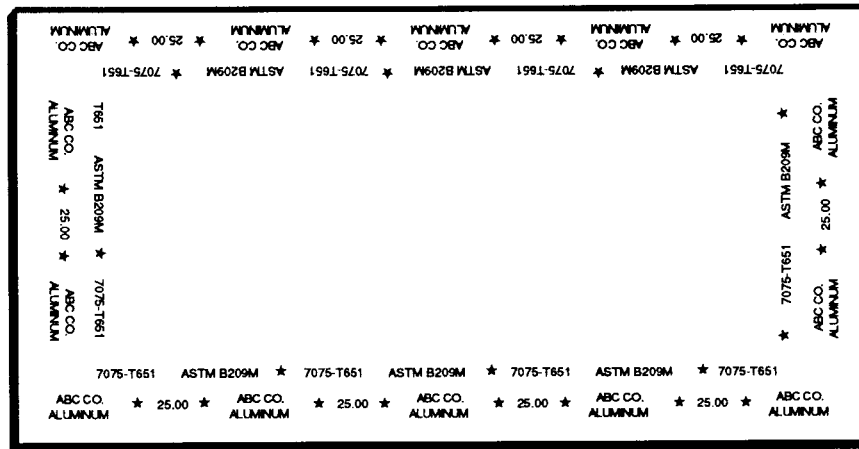 ABC CO. ★ 25.00 ★ ABC CO. ★ 25.00 ★ ABC CO. ★ 25.00 ★ ABC CO. ★ 25.00 ★ ABC CO.
ALUMINUM ALUMINUM ALUMINUM ALUMINUM ALUMINUM
7075-T651 ASTM B209M ★ 7075-T651 ASTM B209M ★ 7075-T651 ASTM B209M ★ 7075-T651
T651 ASTM B209M ★ 7075-T651
ABC CO. ★ 25.00 ★ ABC CO.
ALUMINUM ALUMINUM
★ 7075-T651 ASTM B209M ★
ABC CO. ★ 25.00 ★ ABC CO.
ALUMINUM ALUMINUM
7075-T651 ASTM B209M ★ 7075-T651 ASTM B209M ★ 7075-T651 ASTM B209M ★ 7075-T651
ABC CO. ★ 25.00 ★ ABC CO. ★ 25.00 ★ ABC CO. ★ 25.00 ★ ABC CO. ★ 25.00 ★ ABC CO.
ALUMINUM ALUMINUM ALUMINUM ALUMINUM ALUMINUM